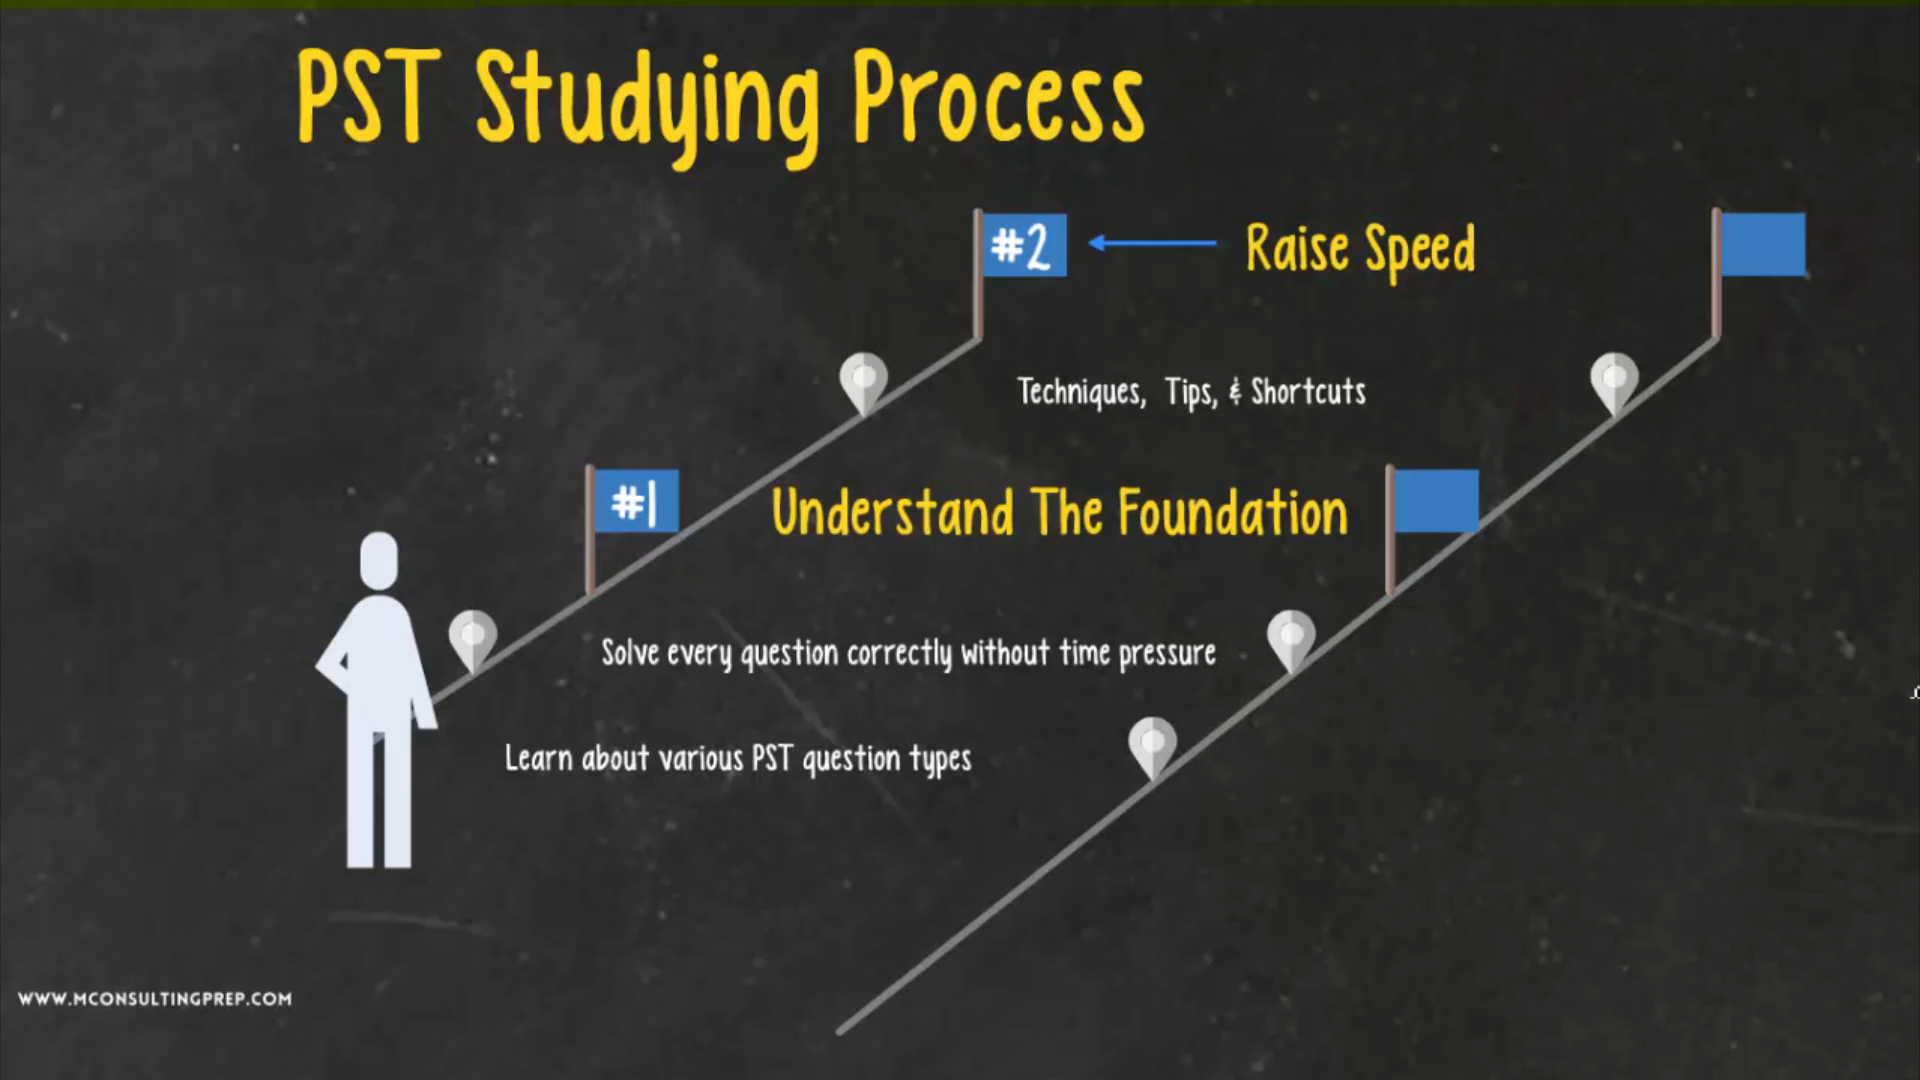 PST Studying Process
#2
Raise Speed
Techniques, Tips, & Shortcuts
#1
Understand The Foundation
Solve every question correctly without time pressure
Learn about various PST question types
WWW.MCONSULTINGPREP.COM